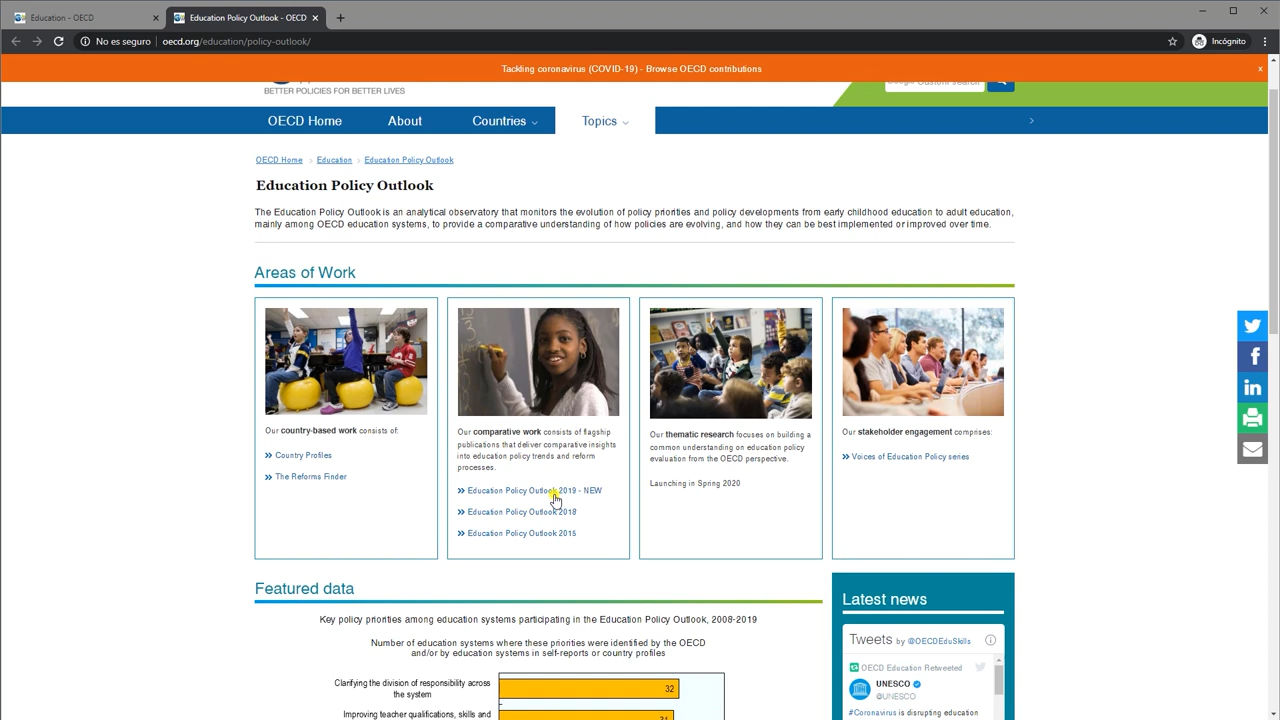 Education - OECD
Education Policy Outlook - OECD
No es seguro | oecd.org/education/policy-outlook/
Incógnito
Tackling coronavirus (COVID-19) - Browse OECD contributions
BETTER POLICIES FOR BETTER LIVES
OECD Home About Countries Topics
OECD Home > Education > Education Policy Outlook
Education Policy Outlook
The Education Policy Outlook is an analytical observatory that monitors the evolution of policy priorities and policy developments from early childhood education to adult education,
mainly among OECD education systems, to provide a comparative understanding of how policies are evolving, and how they can be best implemented or improved over time.
Areas of Work
Our country-based work consists of:
Country Profiles
The Reforms Finder
Our comparative work consists of flagship
publications that deliver comparative insights
into education policy trends and reform
processes.
Education Policy Outlook 2019 - NEW
Education Policy Outlook 2018
Education Policy Outlook 2015
Our thematic research focuses on building a
common understanding on education policy
evaluation from the OECD perspective.
Launching in Spring 2020
Our stakeholder engagement comprises:
Voices of Education Policy series
Featured data
Key policy priorities among education systems participating in the Education Policy Outlook, 2008-2019
Number of education systems where these priorities were identified by the OECD
and/or by education systems in self-reports or country profiles
Clarifying the division of responsibility across
the system
32
Improving teacher qualifications, skills and
31
Latest news
Tweets by @OECDEduSkills
OECD Education Retweeted
UNESCO
@UNESCO
#Coronavirus is disrupting education